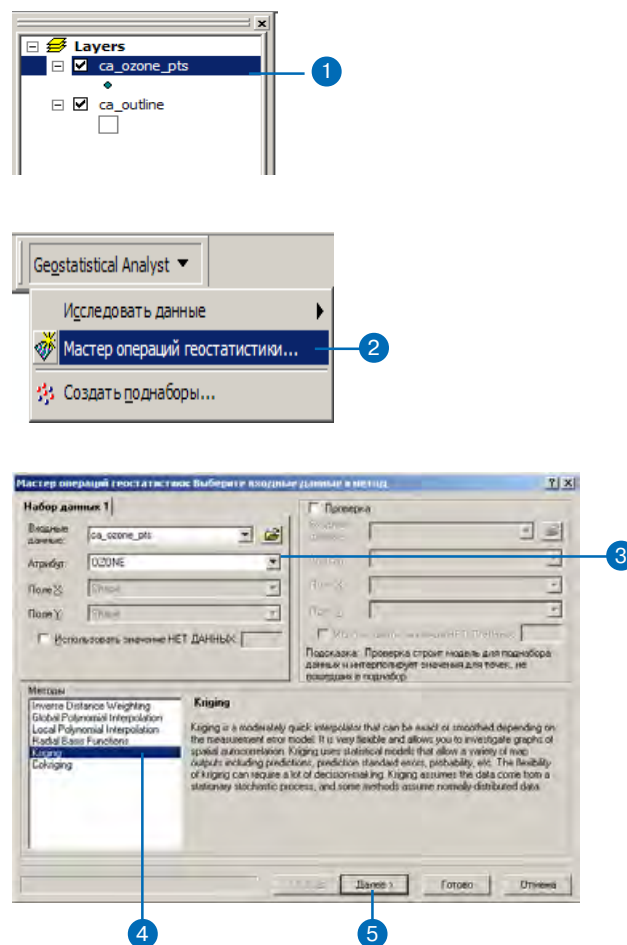 Layers
ca_ozone_pts
1
ca_outline
Geostatistical Analyst
Исследовать данные
Мастер операций геостатистики...
2
Создать поднаборы...
Мастер операций геостатистики: Выберите входные данные и метод
Набор данных 1
Проверка
Входные данные:
ca_ozone_pts
3
Атрибут:
OZONE
Поле X:
Shape
Поле Y:
Shape
Использовать значение НЕТ ДАННЫХ:
Подсказка: Проверка строит модель для поднабора
данных и интерполирует значения для точек, не
вошедших в поднабор.
Методы
Inverse Distance Weighting
Global Polynomial Interpolation
Local Polynomial Interpolation
Radial Basis Functions
Kriging
Cokriging
Kriging
Kriging is a moderately quick interpolator that can be exact or smoothed depending on
the measurement error model. It is very flexible and allows you to investigate graphs of
spatial autocorrelation. Kriging uses statistical models that allow a variety of map
outputs including predictions, prediction standard errors, probability, etc. The flexibility
of kriging can require a lot of decision-making. Kriging assumes the data come from a
stationary stochastic process, and some methods assume normally-distributed data.
Далее >
Готово
Отмена
4
5